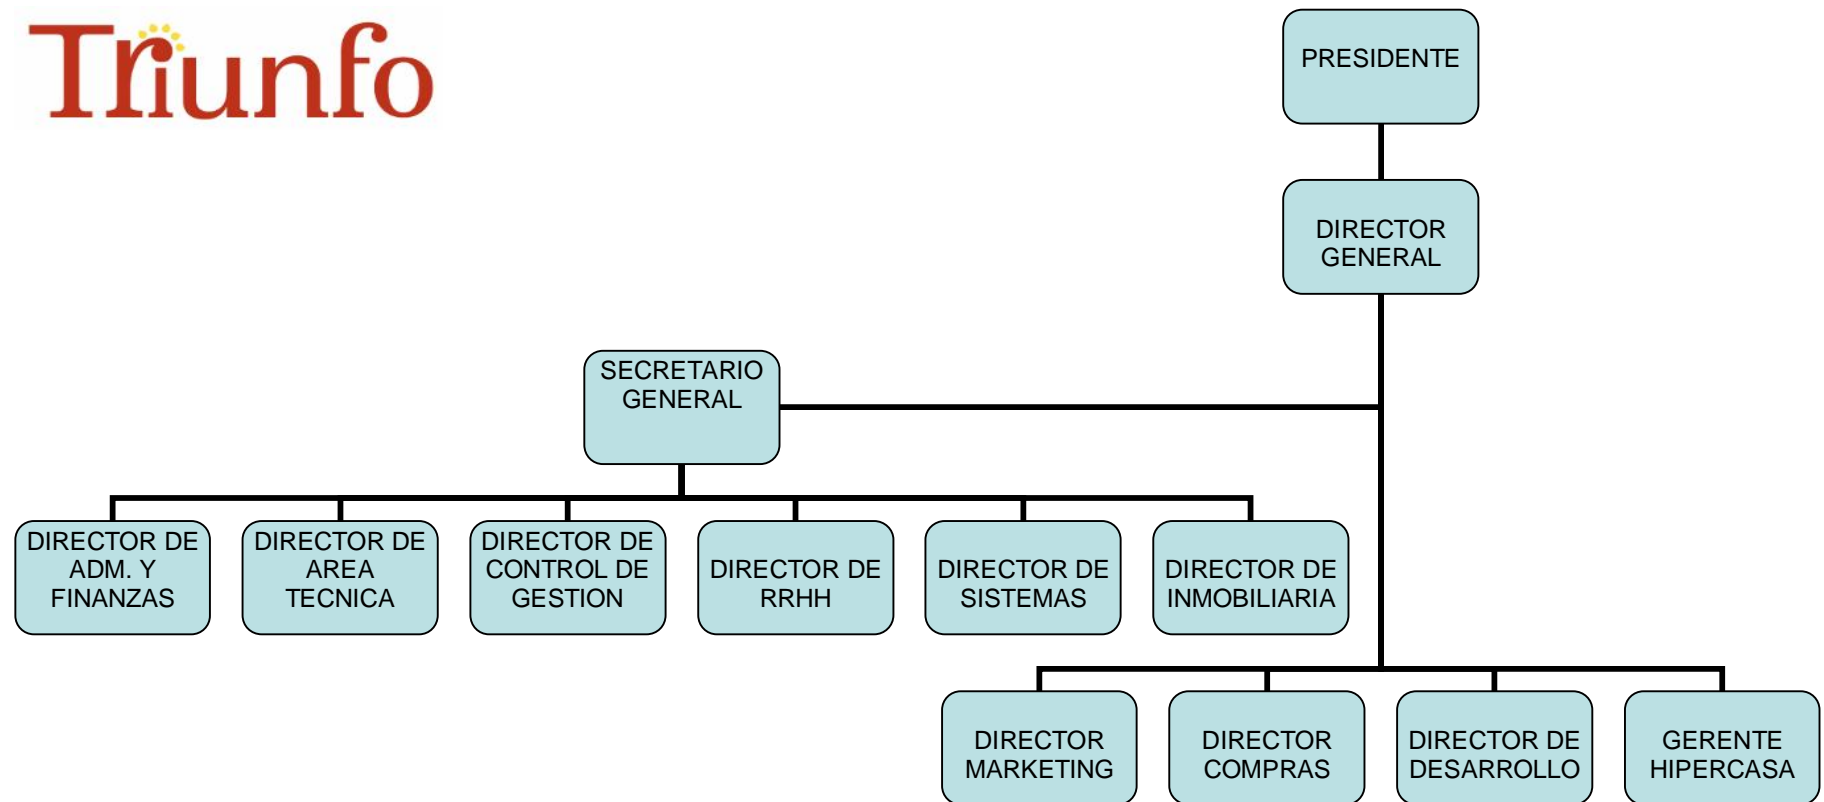 Triunfo
PRESIDENTE
DIRECTOR
GENERAL
SECRETARIO
GENERAL
DIRECTOR DE
ADM. Y
FINANZAS
DIRECTOR DE
AREA
TECNICA
DIRECTOR DE
CONTROL DE
GESTION
DIRECTOR DE
RRHH
DIRECTOR DE
SISTEMAS
DIRECTOR DE
INMOBILIARIA
DIRECTOR
MARKETING
DIRECTOR
COMPRAS
DIRECTOR DE
DESARROLLO
GERENTE
HIPERCASA